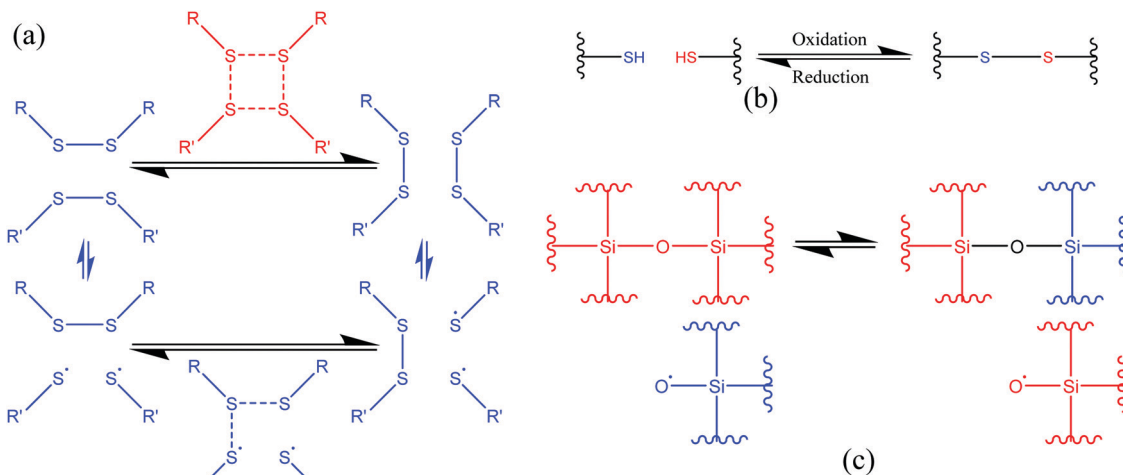 (a)
R R
S S
S S
R' R'
R R
S S
S S
R' R'
R R
S S
S S
R' R'
R R
S S
S· S·
R' R'
R R
S S·
S S·
R' R'
R R
S S
S· S·
SH HS
Oxidation
Reduction
S S
(b)
Si O Si
Si O Si
O· Si
O· Si
(c)